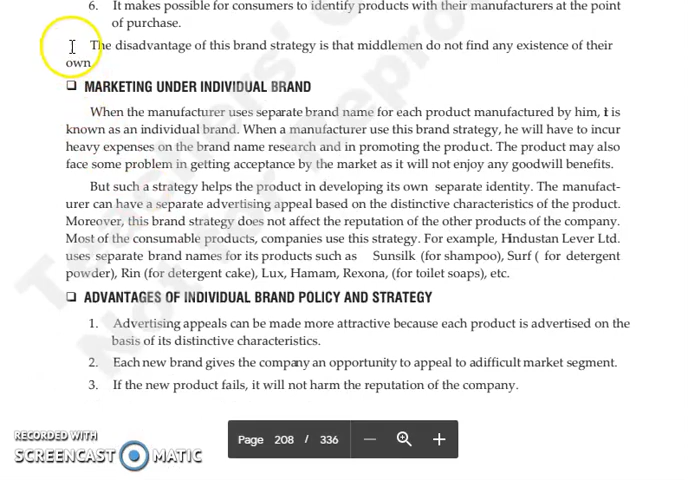 6. It makes possible for consumers to identify products with their manufacturers at the point
of purchase.
The disadvantage of this brand strategy is that middlemen do not find any existence of their
own.
❑ MARKETING UNDER INDIVIDUAL BRAND
When the manufacturer uses separate brand name for each product manufactured by him, it is
known as an individual brand. When a manufacturer use this brand strategy, he will have to incur
heavy expenses on the brand name research and in promoting the product. The product may also
face some problem in getting acceptance by the market as it will not enjoy any goodwill benefits.
But such a strategy helps the product in developing its own separate identity. The manufact-
urer can have a separate advertising appeal based on the distinctive characteristics of the product.
Moreover, this brand strategy does not affect the reputation of the other products of the company.
Most of the consumable products, companies use this strategy. For example, Hindustan Lever Ltd.
uses separate brand names for its products such as Sunsilk (for shampoo), Surf ( for detergent
powder), Rin (for detergent cake), Lux, Hamam, Rexona, (for toilet soaps), etc.
❑ ADVANTAGES OF INDIVIDUAL BRAND POLICY AND STRATEGY
1. Advertising appeals can be made more attractive because each product is advertised on the
basis of its distinctive characteristics.
2. Each new brand gives the company an opportunity to appeal to adifficult market segment.
3. If the new product fails, it will not harm the reputation of the company.
Page 208 / 336
RECORDED WITH
SCREENCAST MATIC